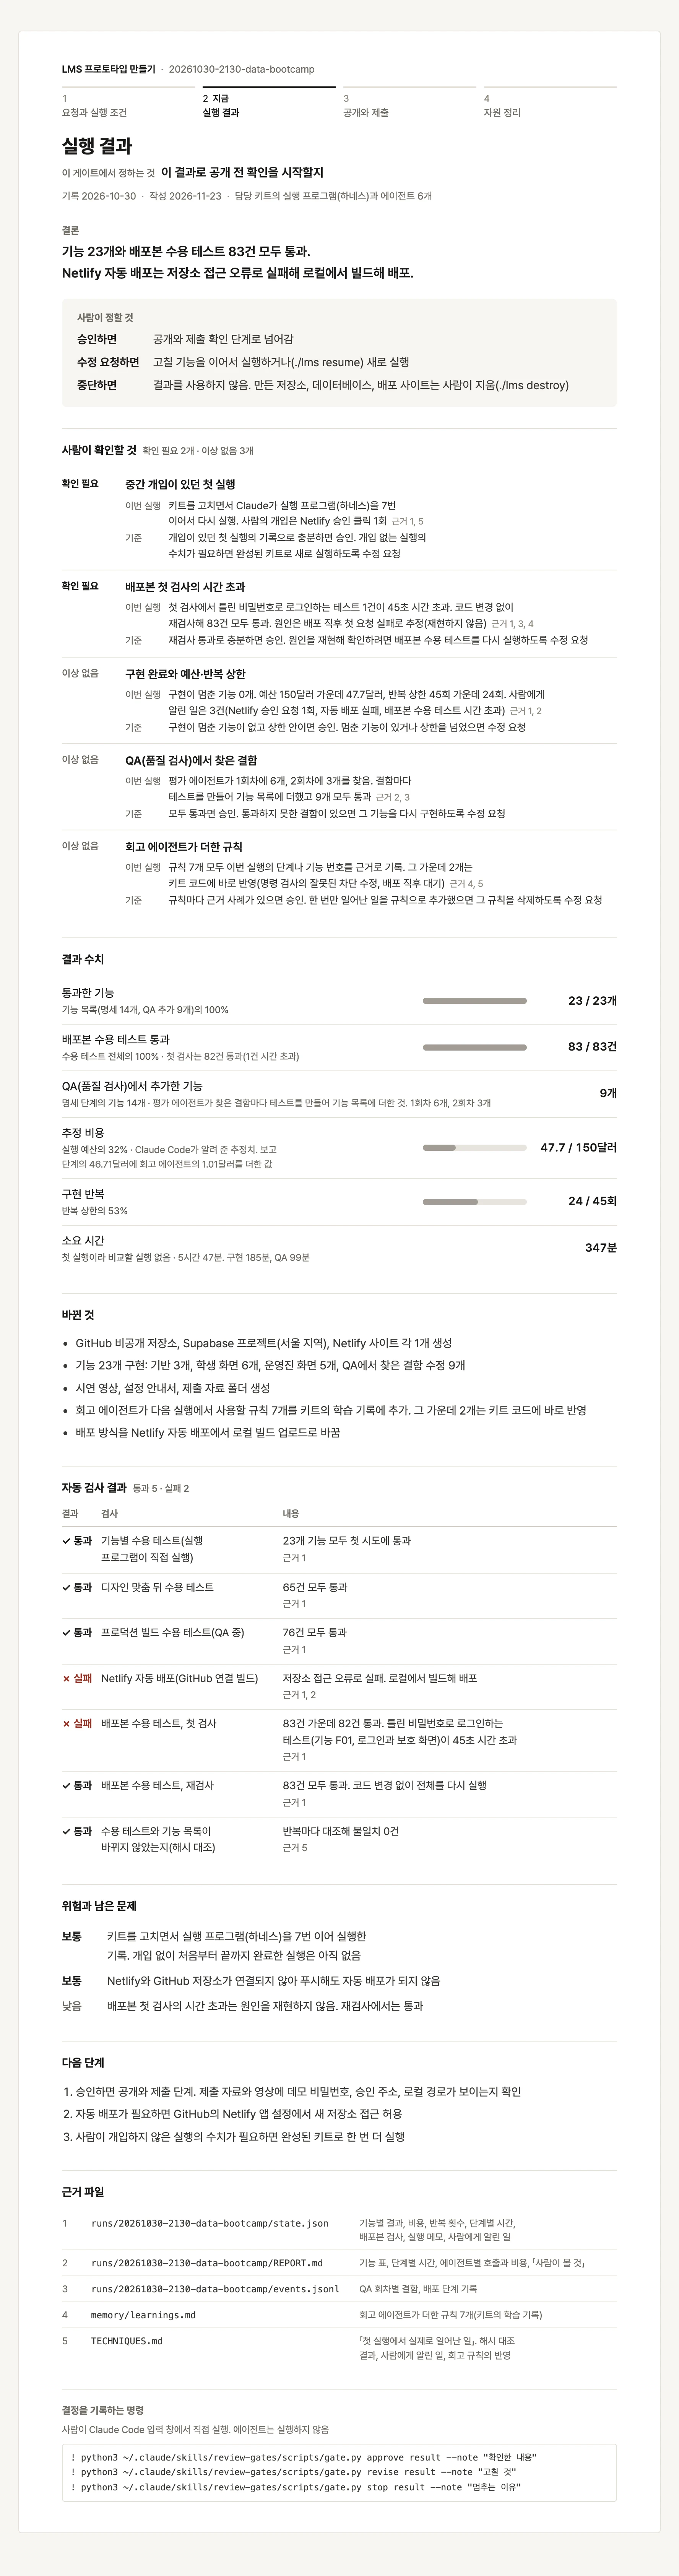 LMS 프로토타입 만들기 · 20261030-2130-data-bootcamp
1
요청과 실행 조건
2 지금
실행 결과
3
공개와 제출
4
자원 정리
실행 결과
이 게이트에서 정하는 것 이 결과로 공개 전 확인을 시작할지
기록 2026-10-30 · 작성 2026-11-23 · 담당 키트의 실행 프로그램(하네스)과 에이전트 6개
결론
기능 23개와 배포본 수용 테스트 83건 모두 통과.
Netlify 자동 배포는 저장소 접근 오류로 실패해 로컬에서 빌드해 배포.
사람이 정할 것
승인하면 공개와 제출 확인 단계로 넘어감
수정 요청하면 고칠 기능을 이어서 실행하거나(./lms resume) 새로 실행
중단하면 결과를 사용하지 않음. 만든 저장소, 데이터베이스, 배포 사이트는 사람이 지움(./lms destroy)
사람이 확인할 것 확인 필요 2개 · 이상 없음 3개
확인 필요 중간 개입이 있던 첫 실행
이번 실행 키트를 고치면서 Claude가 실행 프로그램(하네스)을 7번
이어서 다시 실행. 사람의 개입은 Netlify 승인 클릭 1회 근거 1, 5
기준 개입이 있던 첫 실행의 기록으로 충분하면 승인. 개입 없는 실행의
수치가 필요하면 완성된 키트로 새로 실행하도록 수정 요청
확인 필요 배포본 첫 검사의 시간 초과
이번 실행 첫 검사에서 틀린 비밀번호로 로그인하는 테스트 1건이 45초 시간 초과. 코드 변경 없이
재검사해 83건 모두 통과. 원인은 배포 직후 첫 요청 실패로 추정(재현하지 않음) 근거 1, 3, 4
기준 재검사 통과로 충분하면 승인. 원인을 재현해 확인하려면 배포본 수용 테스트를 다시 실행하도록 수정 요청
이상 없음 구현 완료와 예산·반복 상한
이번 실행 구현이 멈춘 기능 0개. 예산 150달러 가운데 47.7달러, 반복 상한 45회 가운데 24회. 사람에게
알린 일은 3건(Netlify 승인 요청 1회, 자동 배포 실패, 배포본 수용 테스트 시간 초과) 근거 1, 2
기준 구현이 멈춘 기능이 없고 상한 안이면 승인. 멈춘 기능이 있거나 상한을 넘었으면 수정 요청
이상 없음 QA(품질 검사)에서 찾은 결함
이번 실행 평가 에이전트가 1회차에 6개, 2회차에 3개를 찾음. 결함마다
테스트를 만들어 기능 목록에 더했고 9개 모두 통과 근거 2, 3
기준 모두 통과면 승인. 통과하지 못한 결함이 있으면 그 기능을 다시 구현하도록 수정 요청
이상 없음 회고 에이전트가 더한 규칙
이번 실행 규칙 7개 모두 이번 실행의 단계나 기능 번호를 근거로 기록. 그 가운데 2개는
키트 코드에 바로 반영(명령 검사의 잘못된 차단 수정, 배포 직후 대기) 근거 4, 5
기준 규칙마다 근거 사례가 있으면 승인. 한 번만 일어난 일을 규칙으로 추가했으면 그 규칙을 삭제하도록 수정 요청
결과 수치
통과한 기능
기능 목록(명세 14개, QA 추가 9개)의 100%
23 / 23개
배포본 수용 테스트 통과
수용 테스트 전체의 100% · 첫 검사는 82건 통과(1건 시간 초과)
83 / 83건
QA(품질 검사)에서 추가한 기능
명세 단계의 기능 14개 · 평가 에이전트가 찾은 결함마다 테스트를 만들어 기능 목록에 더한 것. 1회차 6개, 2회차 3개
9개
추정 비용
실행 예산의 32% · Claude Code가 알려 준 추정치. 보고
단계의 46.71달러에 회고 에이전트의 1.01달러를 더한 값
47.7 / 150달러
구현 반복
반복 상한의 53%
24 / 45회
소요 시간
첫 실행이라 비교할 실행 없음 · 5시간 47분. 구현 185분, QA 99분
347분
바뀐 것
• GitHub 비공개 저장소, Supabase 프로젝트(서울 지역), Netlify 사이트 각 1개 생성
• 기능 23개 구현: 기반 3개, 학생 화면 6개, 운영진 화면 5개, QA에서 찾은 결함 수정 9개
• 시연 영상, 설정 안내서, 제출 자료 폴더 생성
• 회고 에이전트가 다음 실행에서 사용할 규칙 7개를 키트의 학습 기록에 추가. 그 가운데 2개는 키트 코드에 바로 반영
• 배포 방식을 Netlify 자동 배포에서 로컬 빌드 업로드로 바꿈
자동 검사 결과 통과 5 · 실패 2
결과 검사 내용
✓ 통과 기능별 수용 테스트(실행
프로그램이 직접 실행)
23개 기능 모두 첫 시도에 통과
근거 1
✓ 통과 디자인 맞춤 뒤 수용 테스트 65건 모두 통과
근거 1
✓ 통과 프로덕션 빌드 수용 테스트(QA 중) 76건 모두 통과
근거 1
× 실패 Netlify 자동 배포(GitHub 연결 빌드) 저장소 접근 오류로 실패. 로컬에서 빌드해 배포
근거 1, 2
× 실패 배포본 수용 테스트, 첫 검사 83건 가운데 82건 통과. 틀린 비밀번호로 로그인하는
테스트(기능 F01, 로그인과 보호 화면)이 45초 시간 초과
근거 1
✓ 통과 배포본 수용 테스트, 재검사 83건 모두 통과. 코드 변경 없이 전체를 다시 실행
근거 1
✓ 통과 수용 테스트와 기능 목록이
바뀌지 않았는지(해시 대조)
반복마다 대조해 불일치 0건
근거 5
위험과 남은 문제
보통 키트를 고치면서 실행 프로그램(하네스)을 7번 이어 실행한
기록. 개입 없이 처음부터 끝까지 완료한 실행은 아직 없음
보통 Netlify와 GitHub 저장소가 연결되지 않아 푸시해도 자동 배포가 되지 않음
낮음 배포본 첫 검사의 시간 초과는 원인을 재현하지 않음. 재검사에서는 통과
다음 단계
1. 승인하면 공개와 제출 단계. 제출 자료와 영상에 데모 비밀번호, 승인 주소, 로컬 경로가 보이는지 확인
2. 자동 배포가 필요하면 GitHub의 Netlify 앱 설정에서 새 저장소 접근 허용
3. 사람이 개입하지 않은 실행의 수치가 필요하면 완성된 키트로 한 번 더 실행
근거 파일
1 runs/20261030-2130-data-bootcamp/state.json 기능별 결과, 비용, 반복 횟수, 단계별 시간,
배포본 검사, 실행 메모, 사람에게 알린 일
2 runs/20261030-2130-data-bootcamp/REPORT.md 기능 표, 단계별 시간, 에이전트별 호출과 비용, 「사람이 볼 것」
3 runs/20261030-2130-data-bootcamp/events.jsonl QA 회차별 결함, 배포 단계 기록
4 memory/learnings.md 회고 에이전트가 더한 규칙 7개(키트의 학습 기록)
5 TECHNIQUES.md 「첫 실행에서 실제로 일어난 일」. 해시 대조
결과, 사람에게 알린 일, 회고 규칙의 반영
결정을 기록하는 명령
사람이 Claude Code 입력 창에서 직접 실행. 에이전트는 실행하지 않음
! python3 ~/.claude/skills/review-gates/scripts/gate.py approve result --note "확인한 내용"
! python3 ~/.claude/skills/review-gates/scripts/gate.py revise result --note "고칠 것"
! python3 ~/.claude/skills/review-gates/scripts/gate.py stop result --note "멈추는 이유"